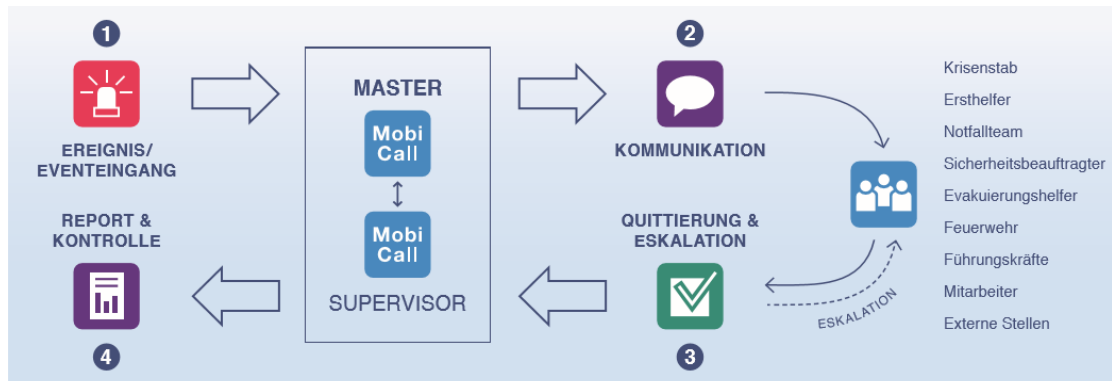 1
EREIGNIS/
EVENTEINGANG
MASTER
Mobi
Call
Mobi
Call
SUPERVISOR
2
KOMMUNIKATION
Krisenstab
Ersthelfer
Notfallteam
Sicherheitsbeauftragter
Evakuierungshelfer
Feuerwehr
Führungskräfte
Mitarbeiter
Externe Stellen
QUITTIERUNG &
ESKALATION
ESKALATION
3
REPORT &
KONTROLLE
4